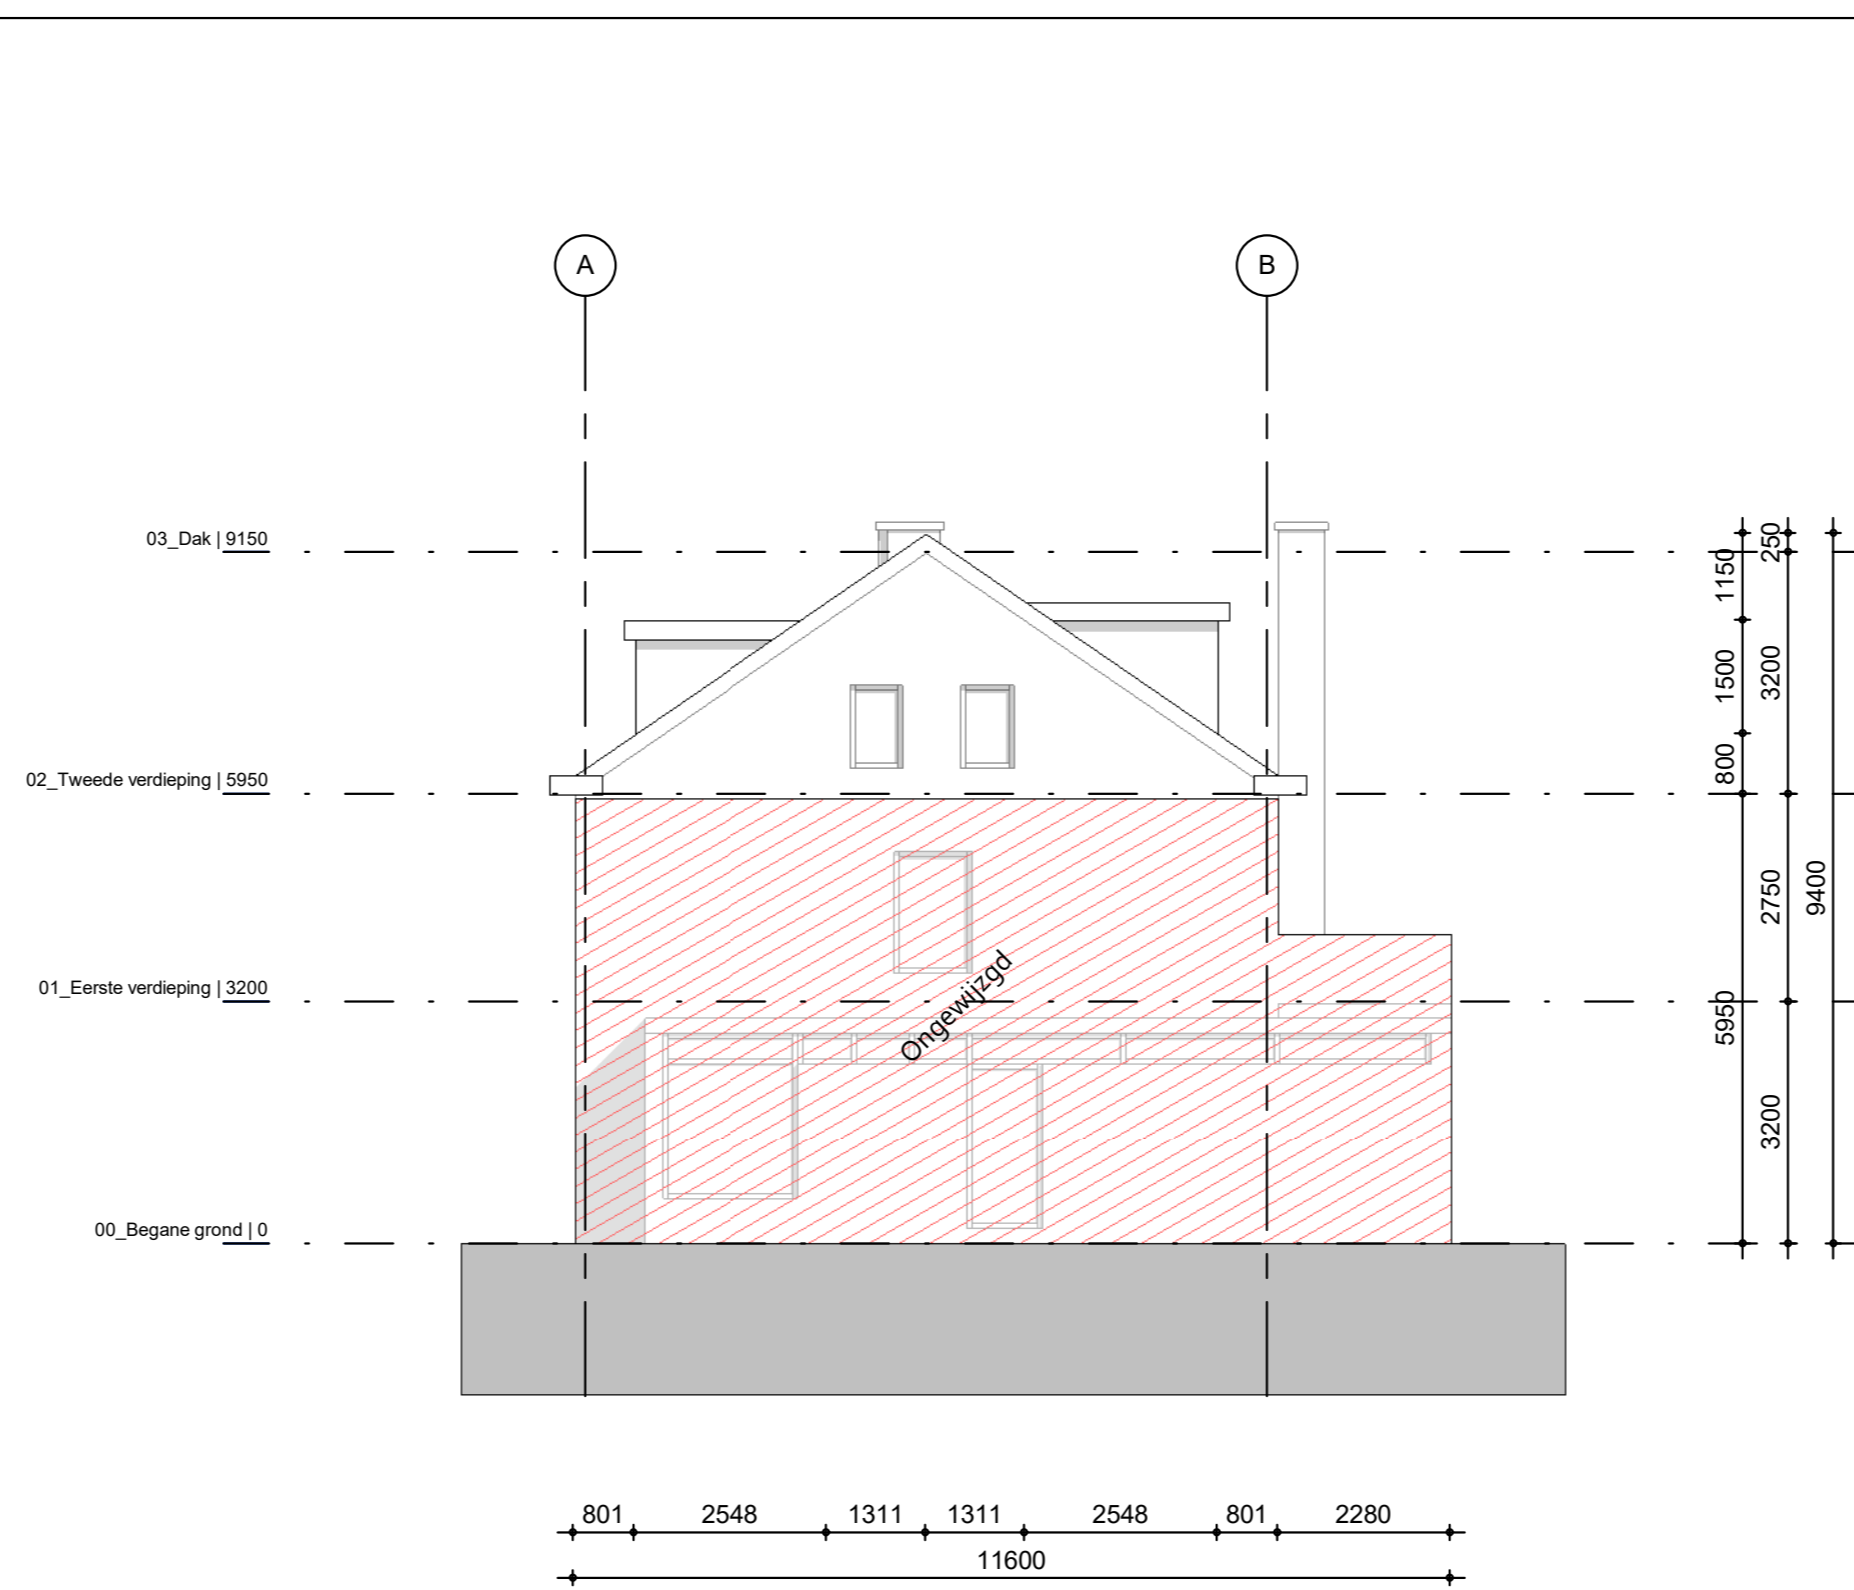 A
B
03_Dak | 9150
02_Tweede verdieping | 5950
01_Eerste verdieping | 3200
00_Begane grond | 0
Ongewijzgd
1150
1500
800
5950
250
3200
2750
3200
9400
801
2548
1311
1311
2548
801
2280
11600